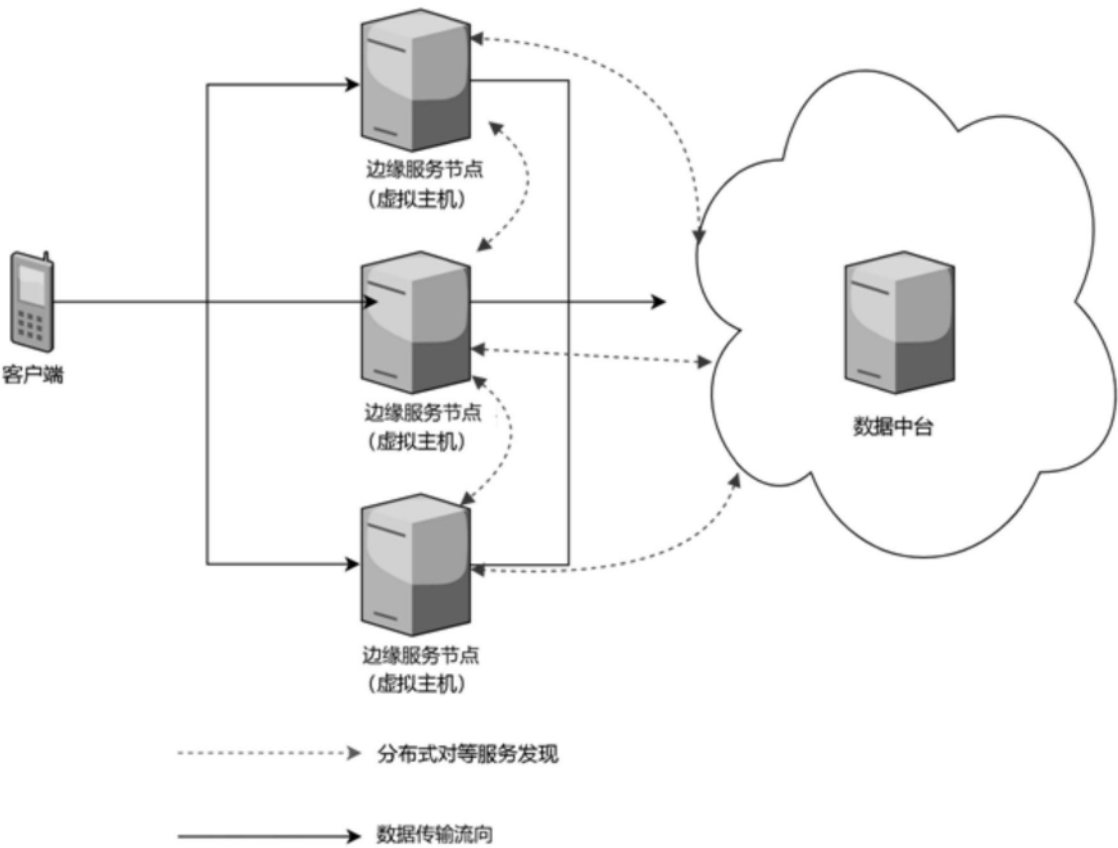 边缘服务节点
（虚拟主机）
客户端
边缘服务节点
（虚拟主机）
数据中台
边缘服务节点
（虚拟主机）
分布式对等服务发现
数据传输流向